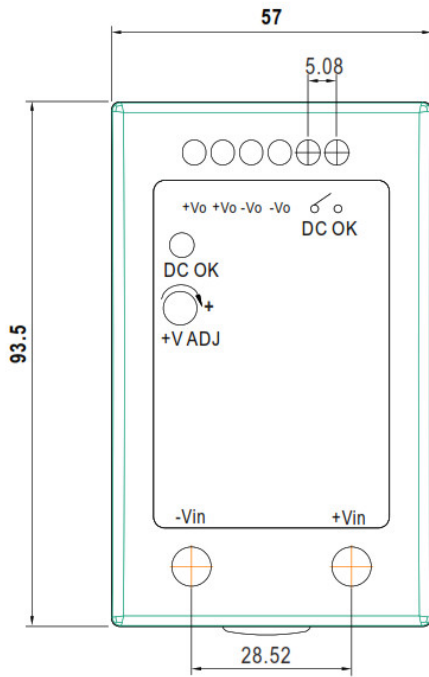 57
5.08
+Vo +Vo -Vo -Vo
DC OK
DC OK
+
+V ADJ
93.5
-Vin +Vin
28.52